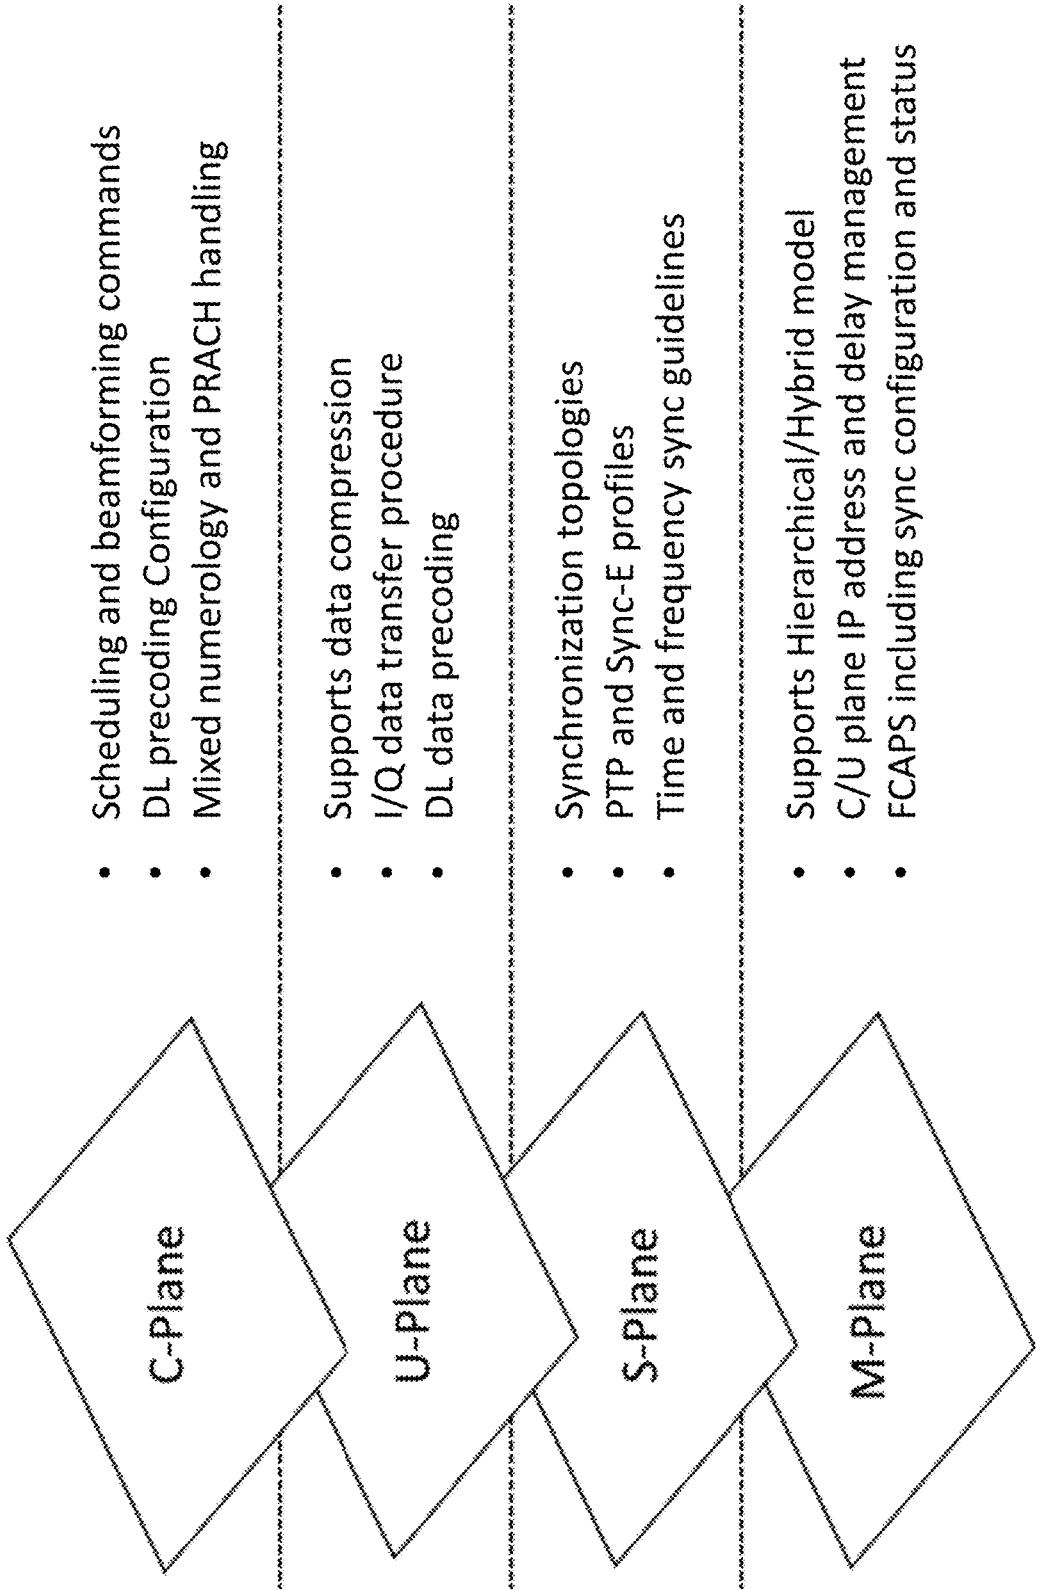 C-Plane
• Scheduling and beamforming commands
• DL precoding Configuration
• Mixed numerology and PRACH handling
U-Plane
• Supports data compression
• I/Q data transfer procedure
• DL data precoding
S-Plane
• Synchronization topologies
• PTP and Sync-E profiles
• Time and frequency sync guidelines
M-Plane
• Supports Hierarchical/Hybrid model
• C/U plane IP address and delay management
• FCAPS including sync configuration and status